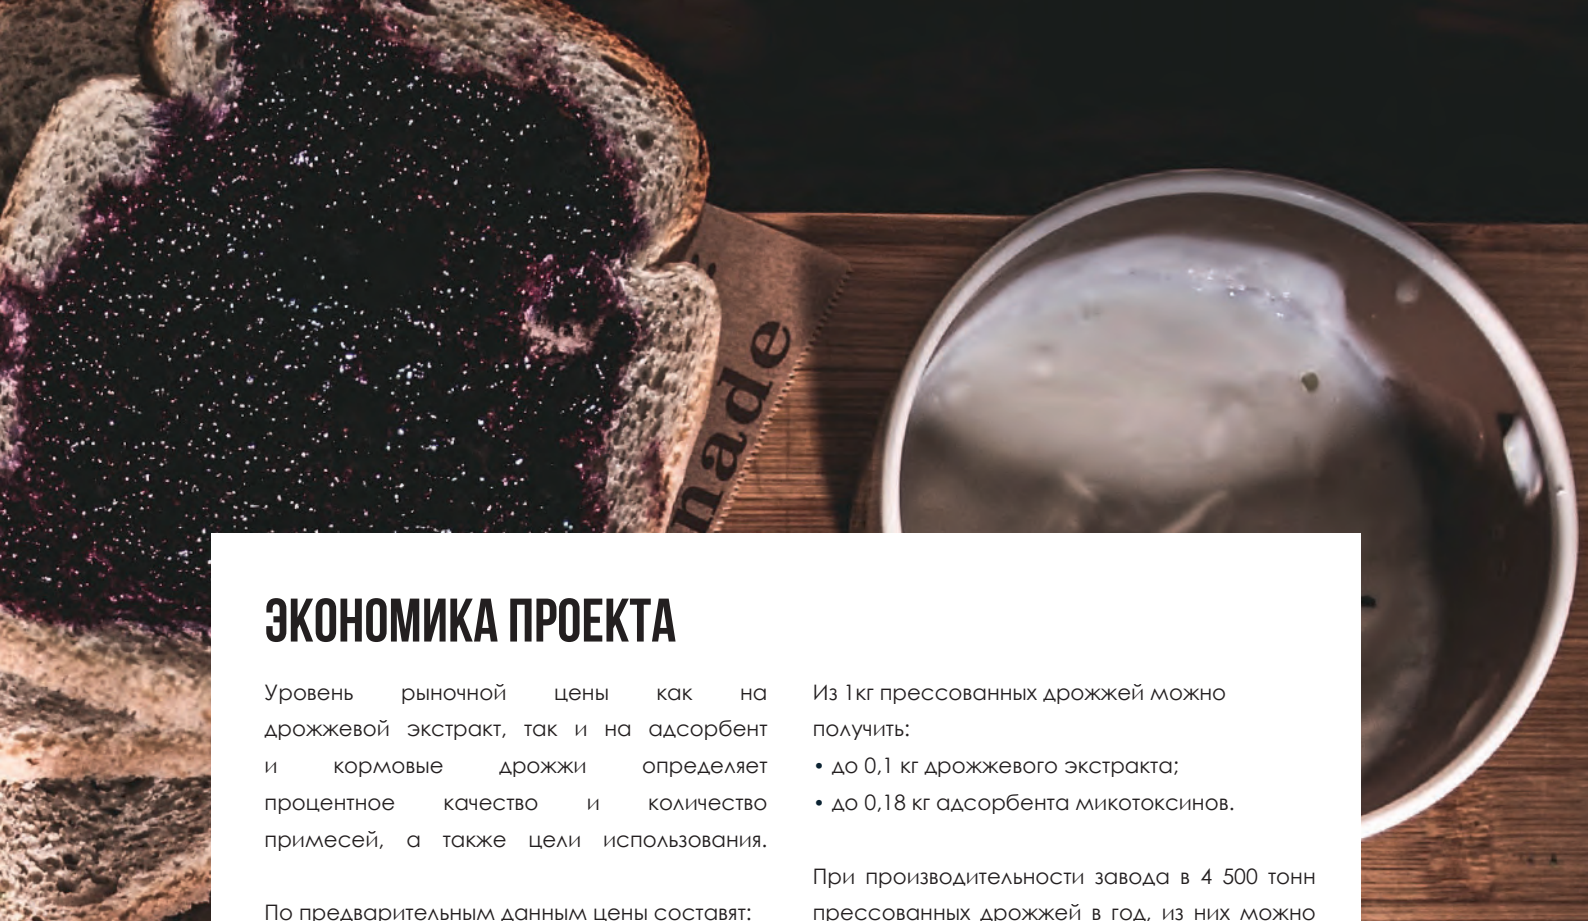 nade
ЭКОНОМИКА ПРОЕКТА
Уровень рыночной цены как на
дрожжевой экстракт, так и на адсорбент
и кормовые дрожжи определяет
процентное качество и количество
примесей, а также цели использования.
По предварительным данным цены составят:
Из 1кг прессованных дрожжей можно
получить:
• до 0,1 кг дрожжевого экстракта;
• до 0,18 кг адсорбента микотоксинов.
При производительности завода в 4 500 тонн
прессованных дрожжей в год, из них можно